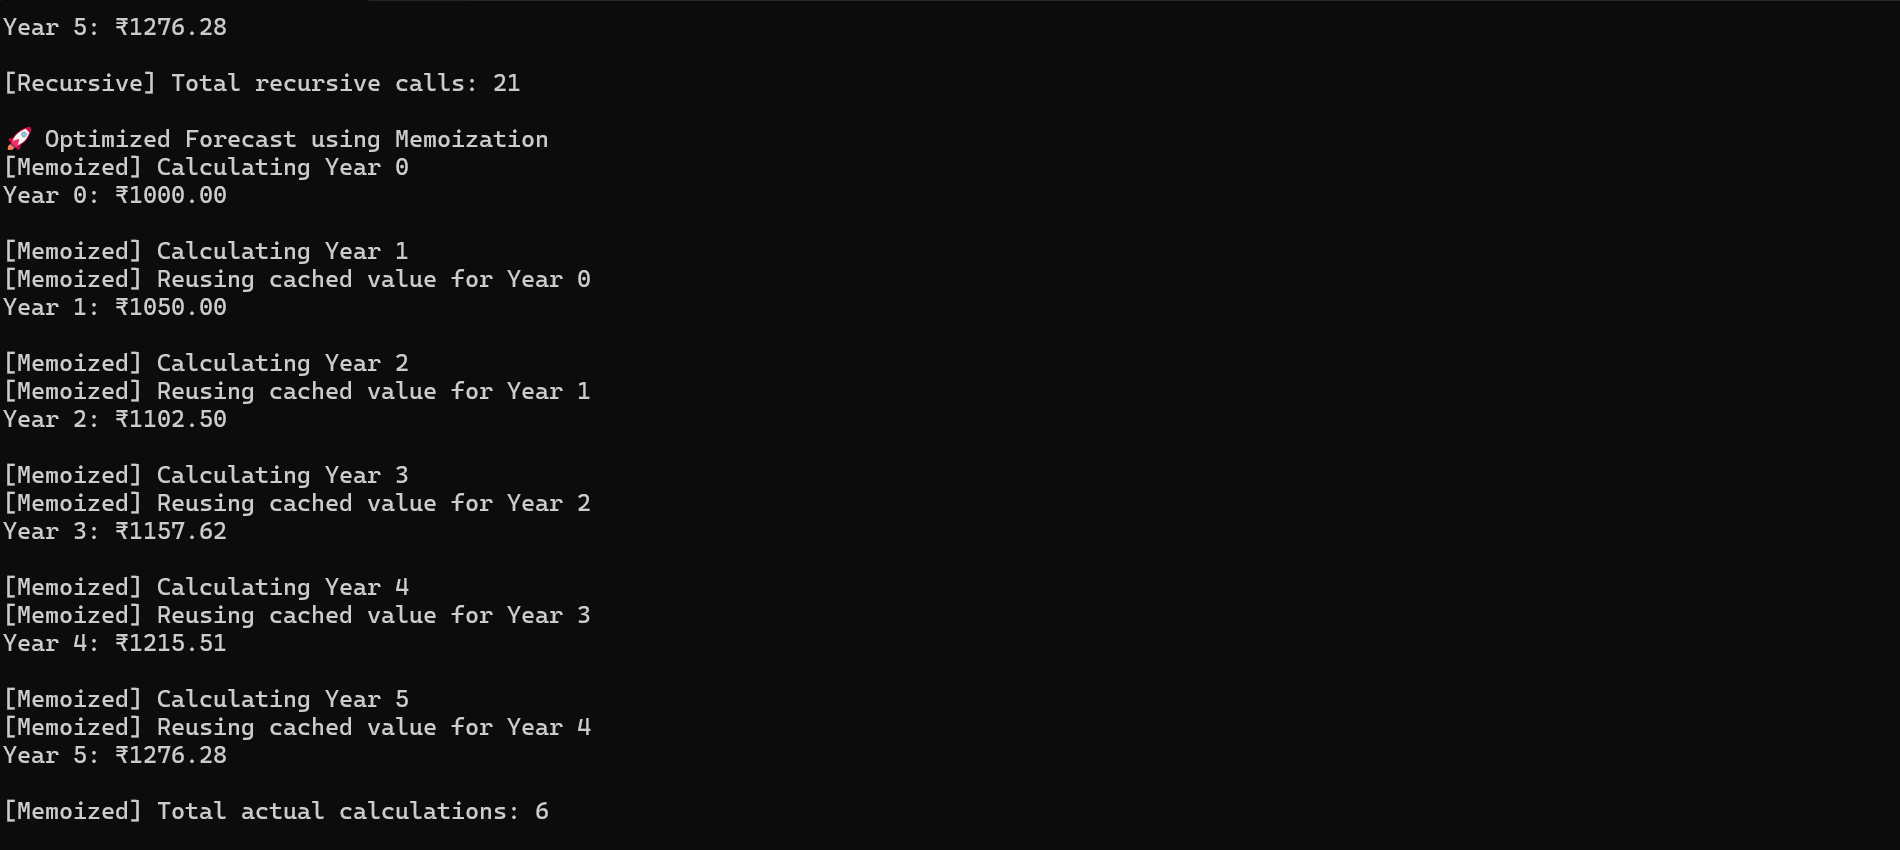 Year 5: ₹1276.28
[Recursive] Total recursive calls: 21
🚀 Optimized Forecast using Memoization
[Memoized] Calculating Year 0
Year 0: ₹1000.00
[Memoized] Calculating Year 1
[Memoized] Reusing cached value for Year 0
Year 1: ₹1050.00
[Memoized] Calculating Year 2
[Memoized] Reusing cached value for Year 1
Year 2: ₹1102.50
[Memoized] Calculating Year 3
[Memoized] Reusing cached value for Year 2
Year 3: ₹1157.62
[Memoized] Calculating Year 4
[Memoized] Reusing cached value for Year 3
Year 4: ₹1215.51
[Memoized] Calculating Year 5
[Memoized] Reusing cached value for Year 4
Year 5: ₹1276.28
[Memoized] Total actual calculations: 6